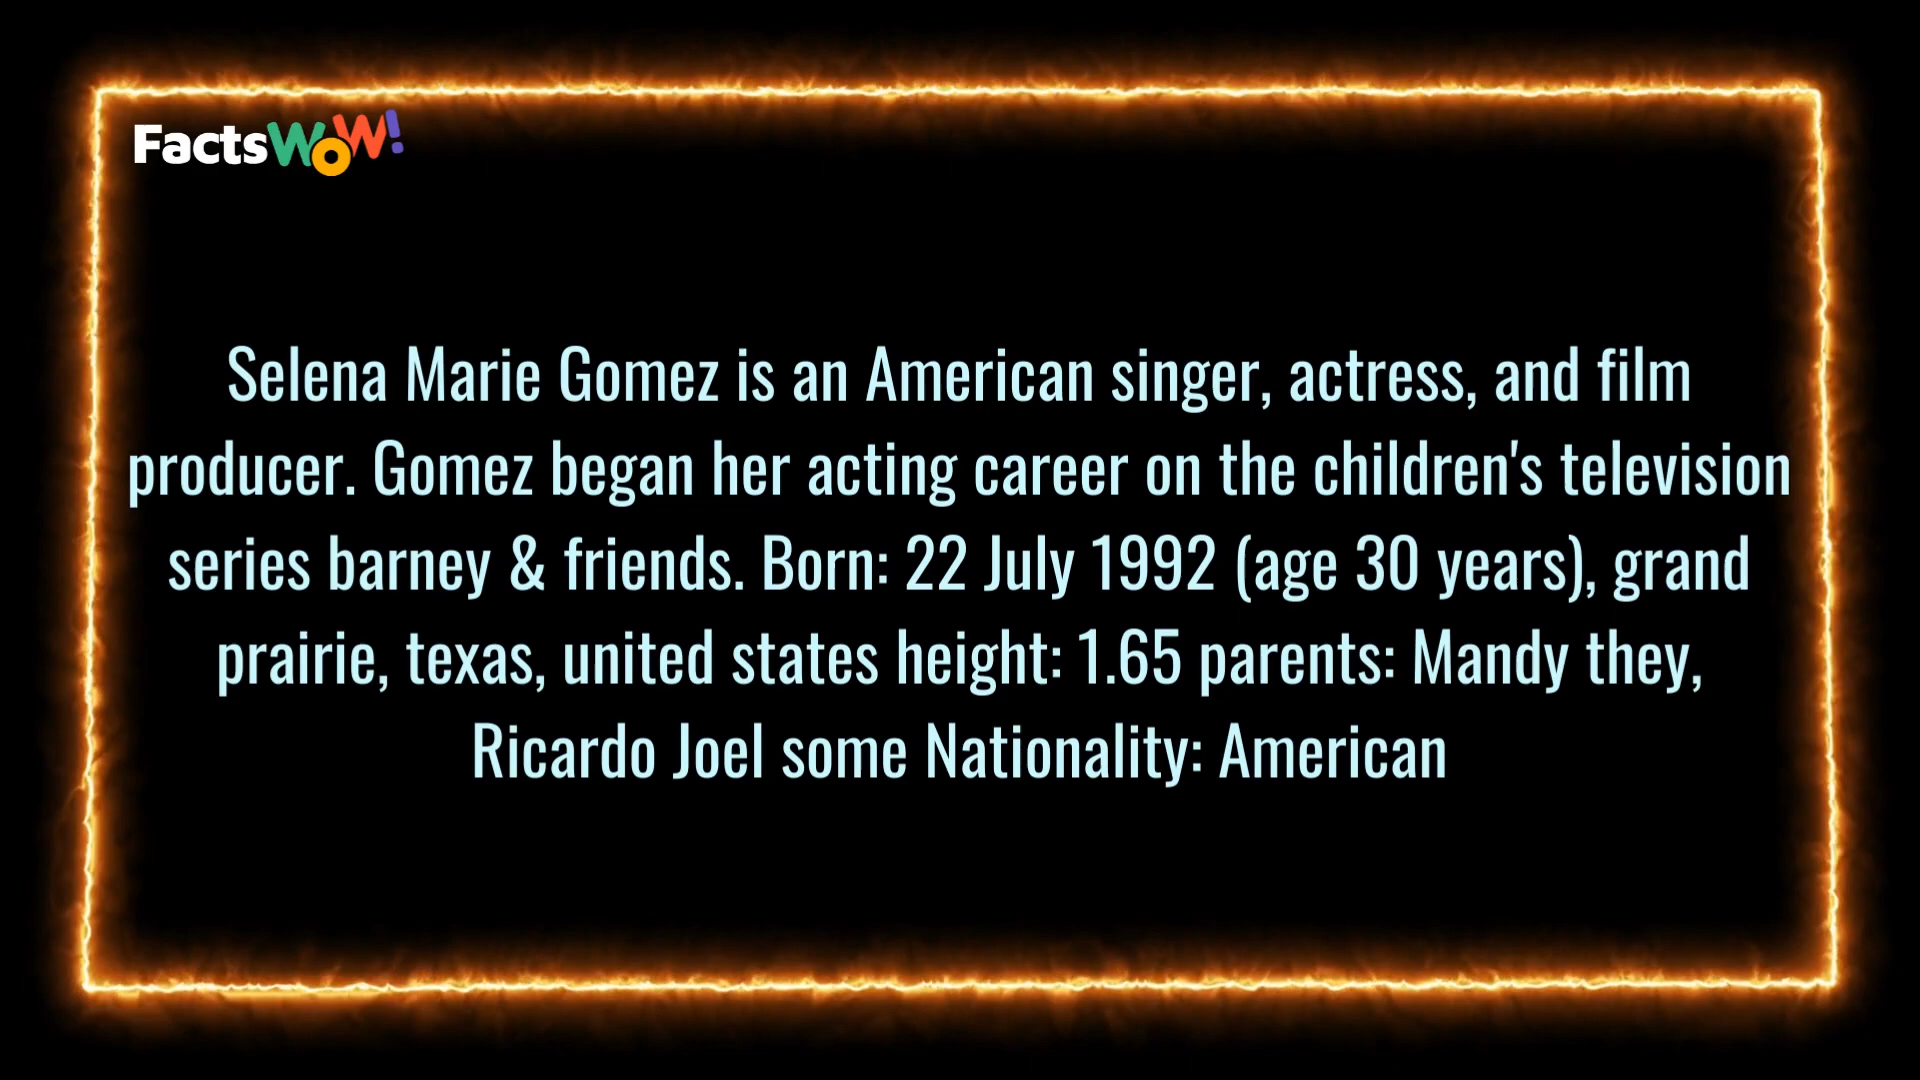 FactsWOW!
Selena Marie Gomez is an American singer, actress, and film
producer. Gomez began her acting career on the children's television
series barney & friends. Born: 22 July 1992 (age 30 years), grand
prairie, texas, united states height: 1.65 parents: Mandy they,
Ricardo Joel some Nationality: American